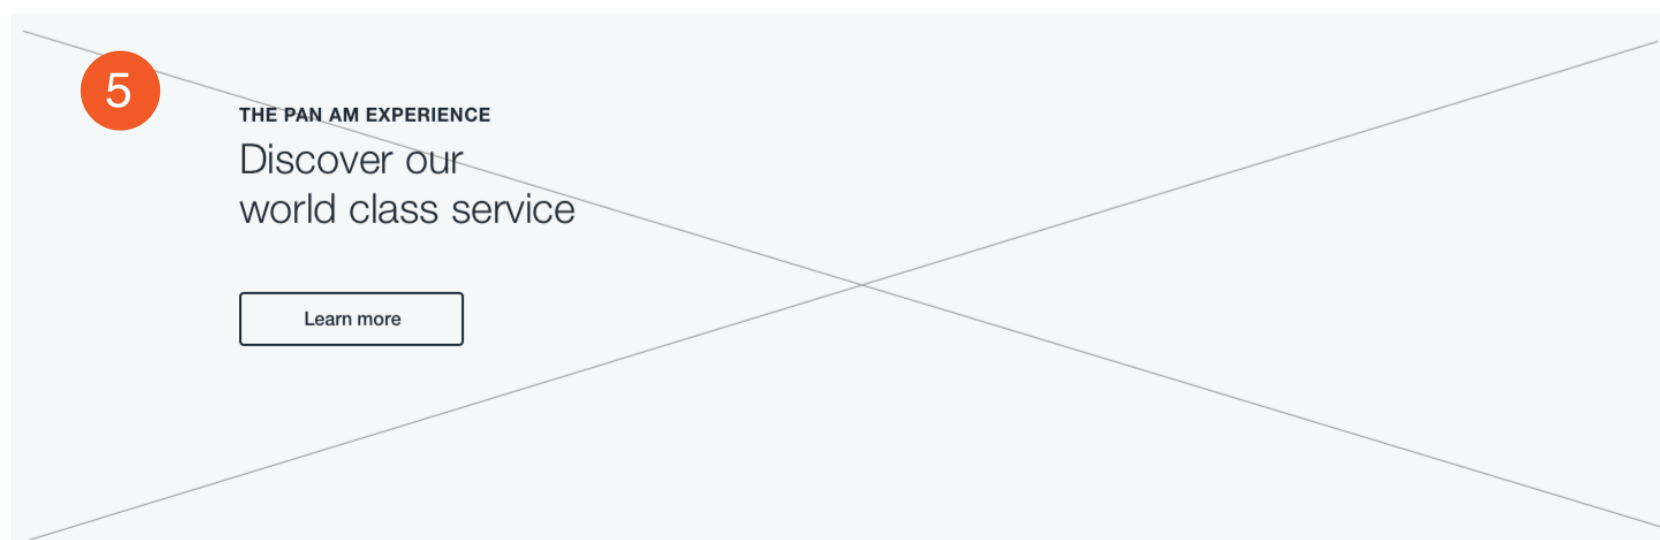 5
THE PAN AM EXPERIENCE
Discover our
world class service
Learn more